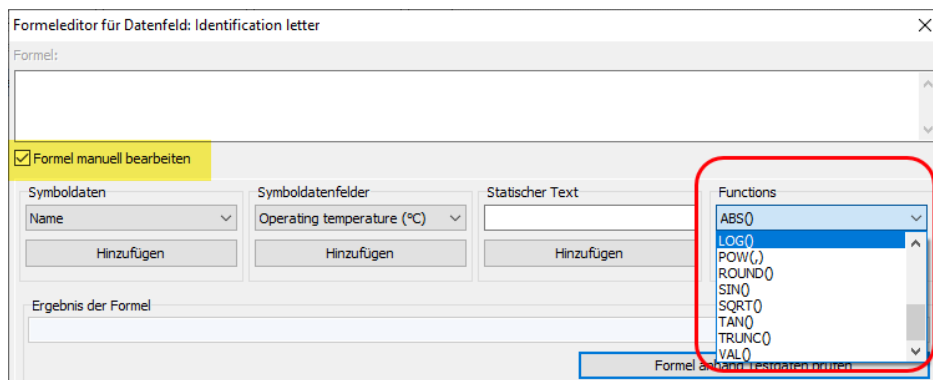 Formeleditor für Datenfeld: Identification letter
Formel:
Formel manuell bearbeiten
Symboldaten
Symboldatenfelder
Statischer Text
Functions
Name
Operating temperature (°C)
ABS()
Hinzufügen
Hinzufügen
Hinzufügen
LOG()
POW(,)
ROUND()
SIN()
SQRT()
TAN()
TRUNC()
VAL()
Ergebnis der Formel
Formel anhand Testdaten prüfen